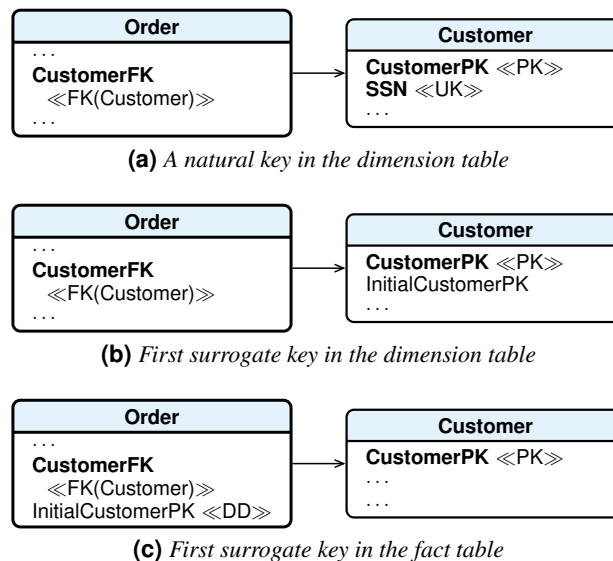 Order
...
CustomerFK
≪FK(Customer)≫
...
Customer
CustomerPK ≪PK≫
SSN ≪UK≫
...
(a) A natural key in the dimension table
Order
...
CustomerFK
≪FK(Customer)≫
...
Customer
CustomerPK ≪PK≫
InitialCustomerPK
...
(b) First surrogate key in the dimension table
Order
...
CustomerFK
≪FK(Customer)≫
InitialCustomerPK ≪DD≫
Customer
CustomerPK ≪PK≫
...
...
(c) First surrogate key in the fact table